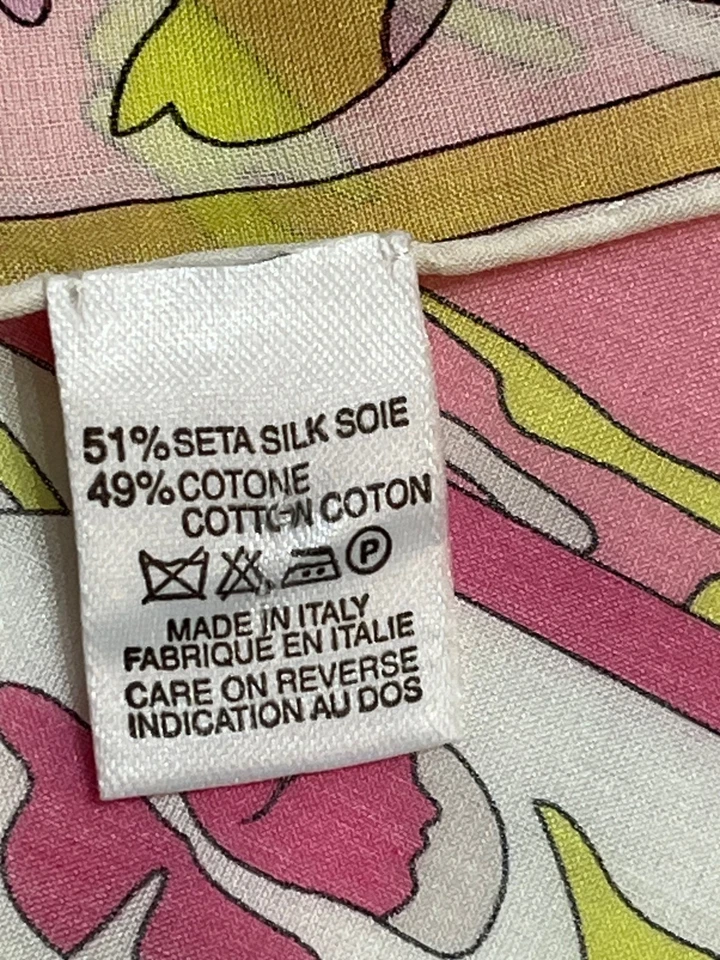 51% SETA SILK SOIE
49% COTONE
COTTON COTON
P
MADE IN ITALY
FABRIQUE EN ITALIE
CARE ON REVERSE
INDICATION AU DOS